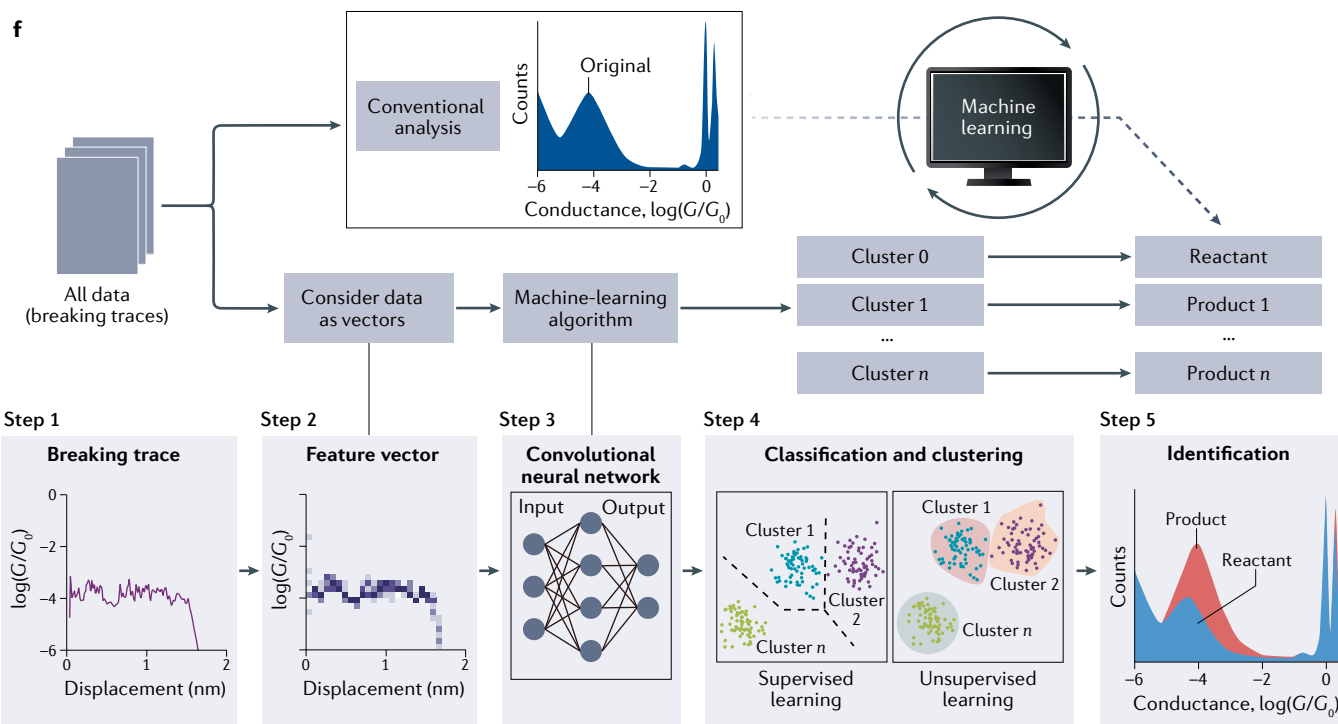 f
Conventional
analysis
Counts
Original
−6
−4
−2
0
Conductance, log(G/G₀)
Machine
learning
All data
(breaking traces)
Consider data
as vectors
Machine-learning
algorithm
Cluster 0
Reactant
Cluster 1
Product 1
...
...
Cluster n
Product n
Step 1
Breaking trace
log(G/G₀)
0
−2
−4
−6
0
1
2
Displacement (nm)
Step 2
Feature vector
log(G/G₀)
0
1
2
Displacement (nm)
Step 3
Convolutional
neural network
Input
Output
Step 4
Classification and clustering
Cluster 1
Cluster
2
Cluster n
Supervised
learning
Cluster 1
Cluster 2
Cluster n
Unsupervised
learning
Step 5
Identification
Counts
Product
Reactant
−6
−4
−2
0
Conductance, log(G/G₀)